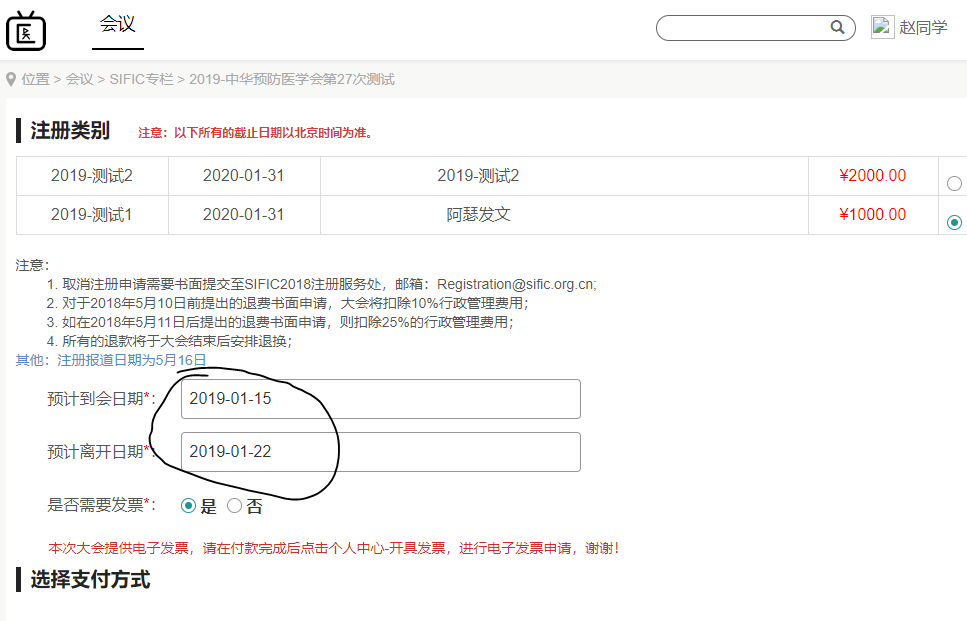 医
会议
赵同学
位置 > 会议 > SIFIC专栏 > 2019-中华预防医学会第27次测试
注册类别 注意：以下所有的截止日期以北京时间为准。
2019-测试2 2020-01-31 2019-测试2 ¥2000.00
2019-测试1 2020-01-31 阿瑟发文 ¥1000.00
注意：
1. 取消注册申请需要书面提交至SIFIC2018注册服务处，邮箱：Registration@sific.org.cn;
2. 对于2018年5月10日前提出的退费书面申请，大会将扣除10%行政管理费用；
3. 如在2018年5月11日后提出的退费书面申请，则扣除25%的行政管理费用；
4. 所有的退款将于大会结束后安排退换；
其他：注册报道日期为5月16日
预计到会日期*： 2019-01-15
预计离开日期*： 2019-01-22
是否需要发票*： 是 否
本次大会提供电子发票，请在付款完成后点击个人中心-开具发票，进行电子发票申请，谢谢！
选择支付方式